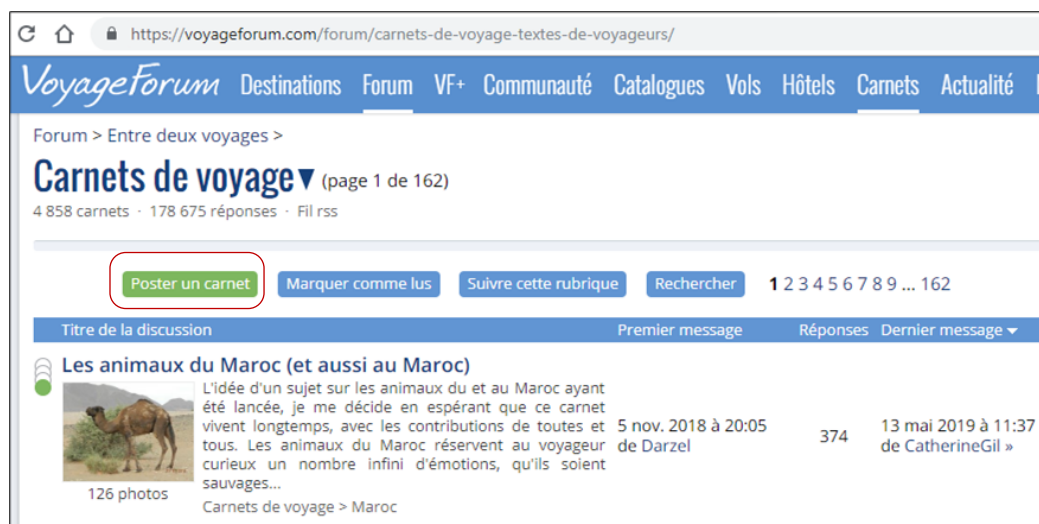 https://voyageforum.com/forum/carnets-de-voyage-textes-de-voyageurs/
VoyageForum Destinations Forum VF+ Communauté Catalogues Vols Hôtels Carnets Actualité
Forum > Entre deux voyages >
Carnets de voyage▼ (page 1 de 162)
4 858 carnets · 178 675 réponses · Fil rss
Poster un carnet Marquer comme lus Suivre cette rubrique Rechercher 1 2 3 4 5 6 7 8 9 ... 162
Titre de la discussion Premier message Réponses Dernier message ▼
Les animaux du Maroc (et aussi au Maroc)
L'idée d'un sujet sur les animaux du et au Maroc ayant
été lancée, je me décide en espérant que ce carnet
vivent longtemps, avec les contributions de toutes et
tous. Les animaux du Maroc réservent au voyageur
curieux un nombre infini d'émotions, qu'ils soient
sauvages...
126 photos
Carnets de voyage > Maroc
5 nov. 2018 à 20:05
de Darzel
374
13 mai 2019 à 11:37
de CatherineGil »